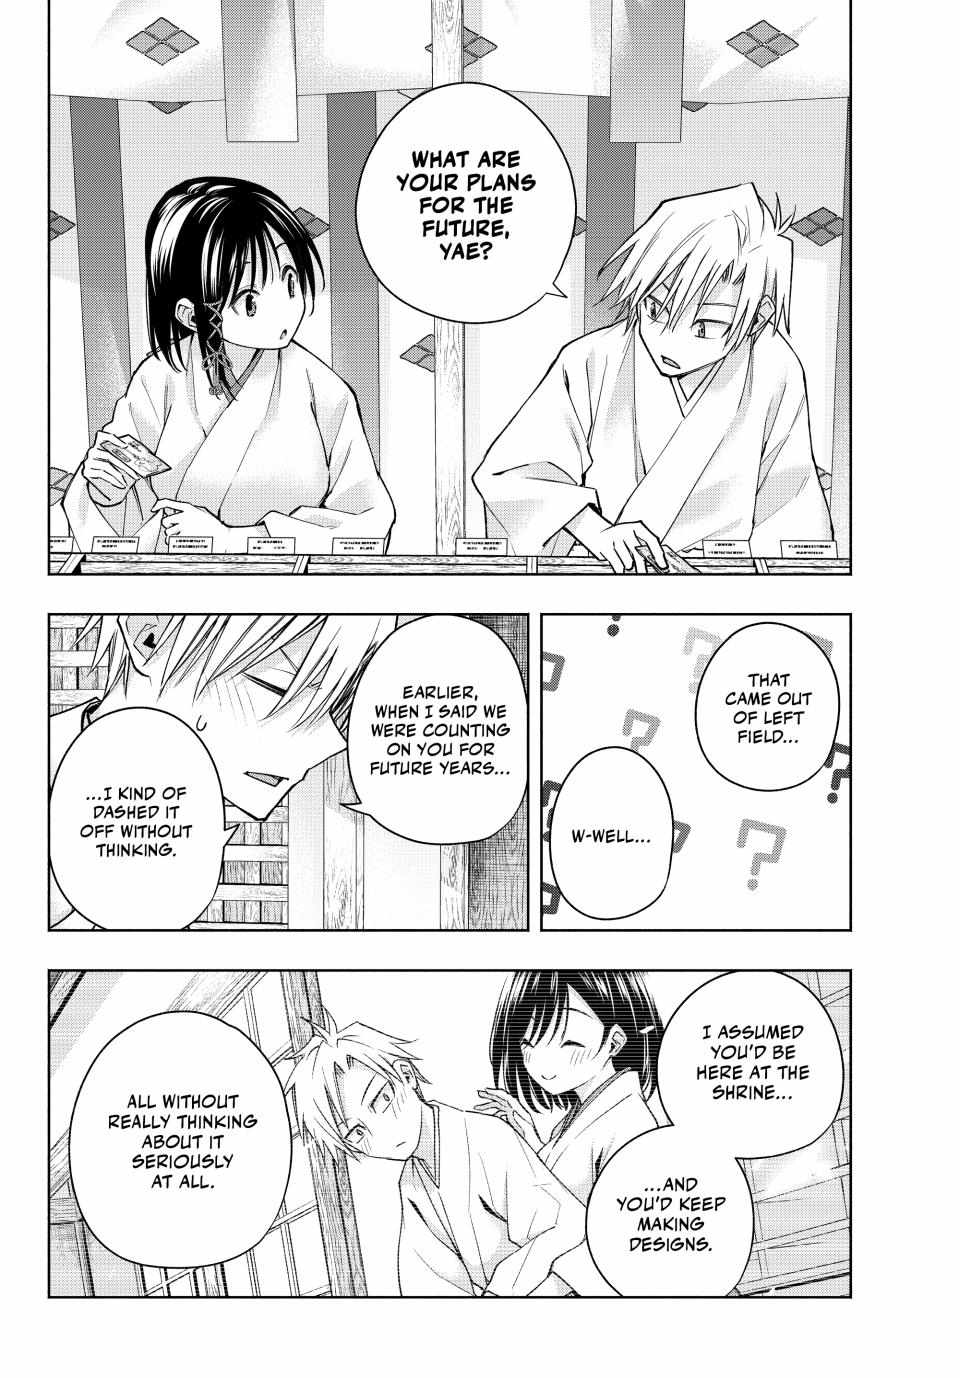 WHAT ARE
YOUR PLANS
FOR THE
FUTURE,
YAE?
THAT
CAME OUT
OF LEFT
FIELD...
W-WELL...
EARLIER,
WHEN I SAID WE
WERE COUNTING
ON YOU FOR
FUTURE YEARS...
...I KIND OF
DASHED IT
OFF WITHOUT
THINKING.
I ASSUMED
YOU'D BE
HERE AT THE
SHRINE...
...AND
YOU'D KEEP
MAKING
DESIGNS.
ALL WITHOUT
REALLY THINKING
ABOUT IT
SERIOUSLY
AT ALL.